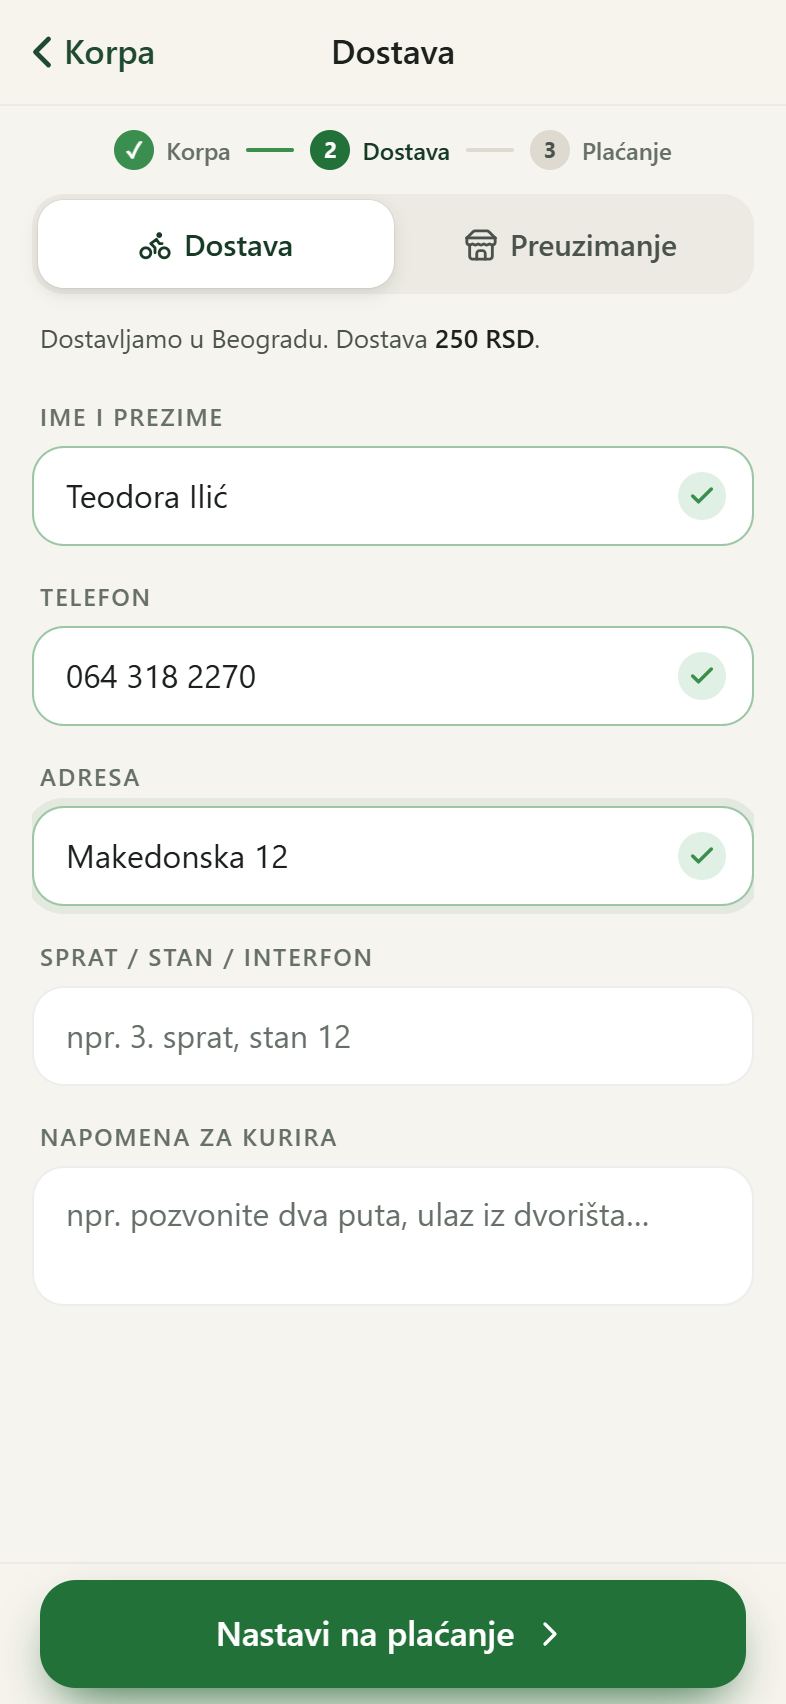 Korpa Dostava
✓ Korpa 2 Dostava 3 Plaćanje
Dostava Preuzimanje
Dostavljamo u Beogradu. Dostava 250 RSD.
IME I PREZIME
Teodora Ilić
TELEFON
064 318 2270
ADRESA
Makedonska 12
SPRAT / STAN / INTERFON
npr. 3. sprat, stan 12
NAPOMENA ZA KURIRA
npr. pozvonite dva puta, ulaz iz dvorišta...
Nastavi na plaćanje